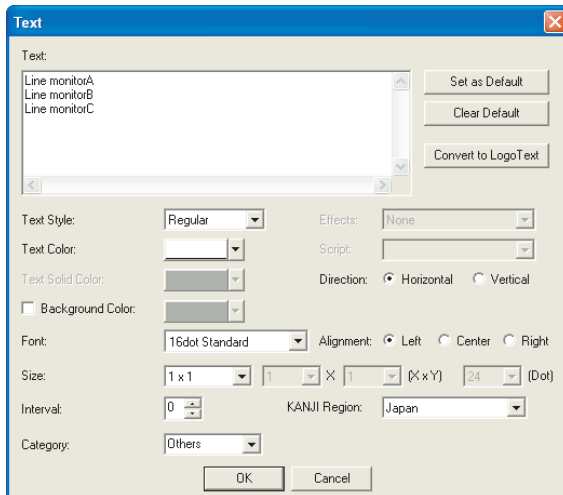 Text
Text:
Line monitorA
Line monitorB
Line monitorC
Set as Default
Clear Default
Convert to LogoText
Text Style: Regular Effects: None
Text Color: Script:
Text Solid Color: Direction: Horizontal Vertical
Background Color:
Font: 16dot Standard Alignment: Left Center Right
Size: 1 x 1 1 X 1 (X x Y) 24 (Dot)
Interval: 0 KANJI Region: Japan
Category: Others
OK Cancel